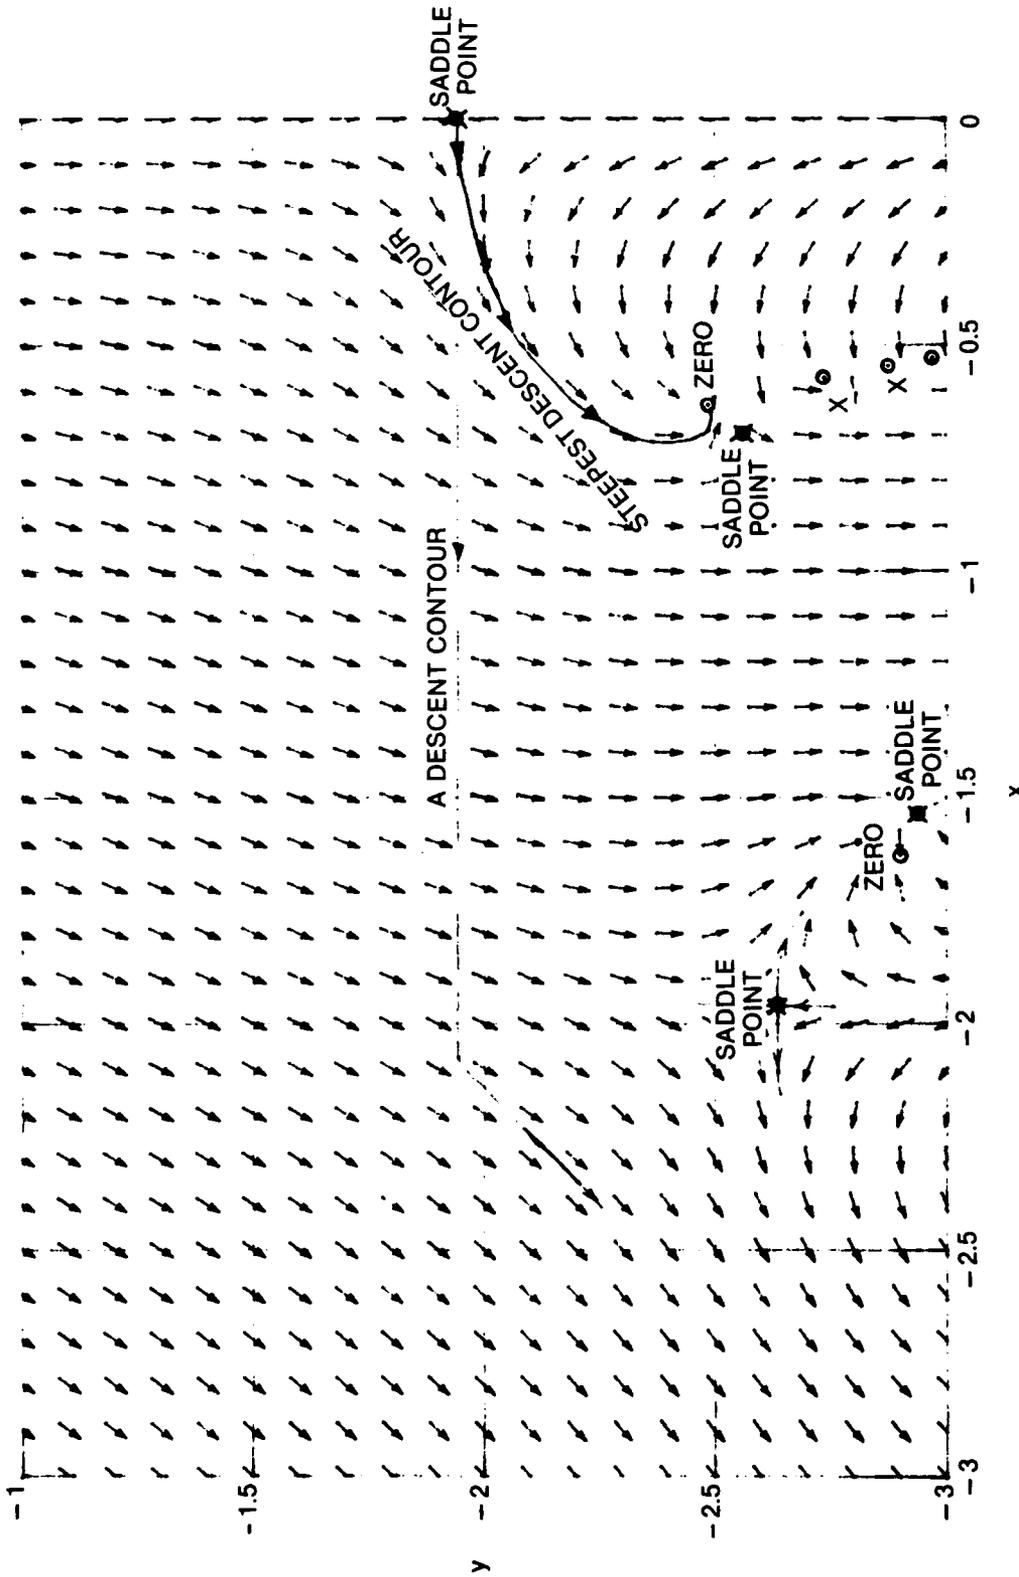 SADDLE
POINT
STEEPEST DESCENT CONTOUR
A DESCENT CONTOUR
ZERO
SADDLE
POINT
X
X
SADDLE
POINT
ZERO
SADDLE
POINT
-1
-1.5
-2
-2.5
-3
y
-3
-2.5
-2
-1.5
-1
-0.5
0
x